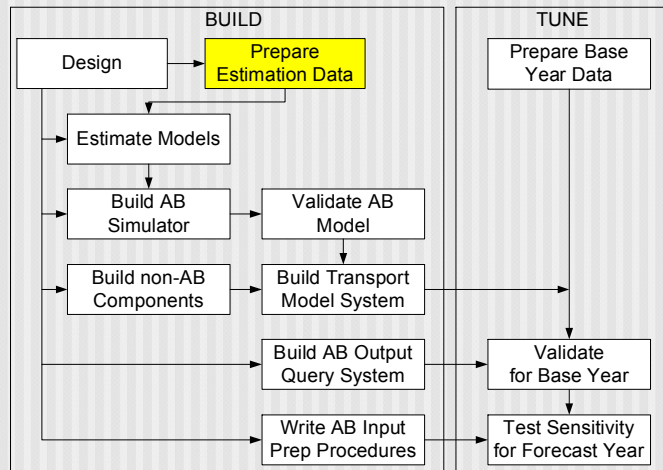 BUILD
TUNE
Design
Prepare
Estimation Data
Prepare Base
Year Data
Estimate Models
Build AB
Simulator
Validate AB
Model
Build non-AB
Components
Build Transport
Model System
Build AB Output
Query System
Validate
for Base Year
Write AB Input
Prep Procedures
Test Sensitivity
for Forecast Year